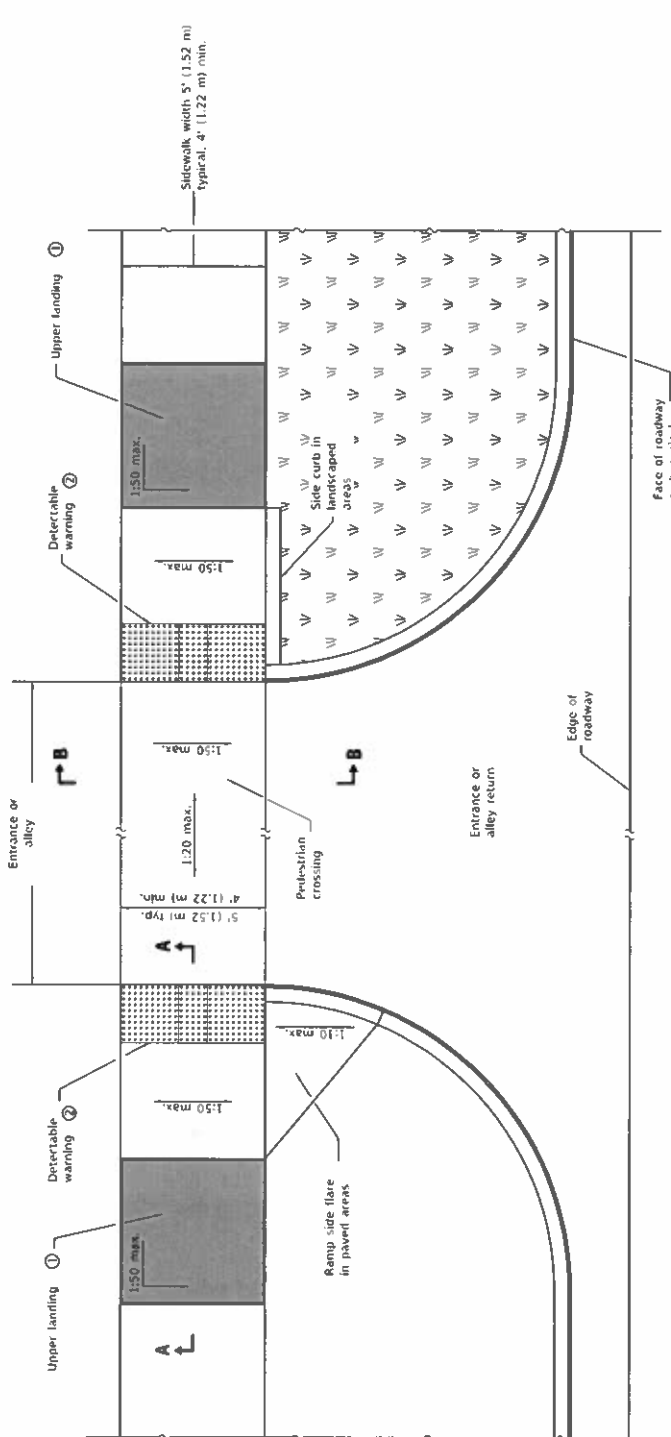 Sidewalk width 5' (1.52 m)
typical. 4' (1.22 m) min.
Upper landing ①
Detectable
warning ②
1:50 max.
1:50 max.
Side curb in
landscaped
areas
Face of roadway
Entrance or
alley
B
B
1:50 max.
1:20 max.
Pedestrian
crossing
4' (1.22 m) min.
5' (1.52 m) typ.
Entrance or
alley return
Edge of
roadway
A
Detectable
warning ②
1:50 max.
1:10 max.
Ramp side flare
in paved areas
Upper landing ①
1:50 max.
A